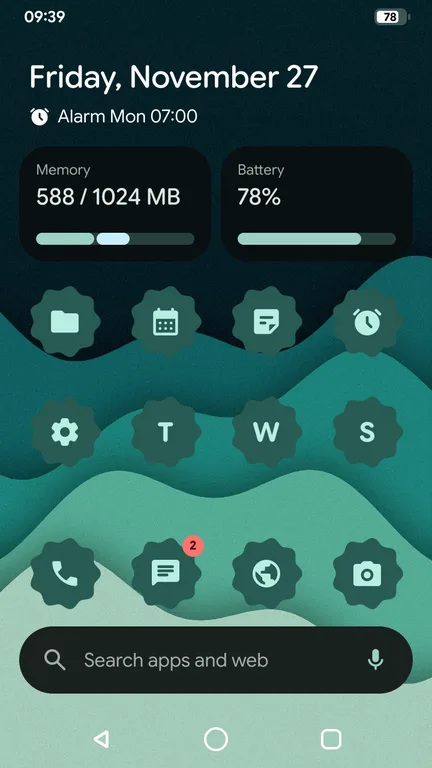 09:39
78
Friday, November 27
Alarm Mon 07:00
Memory
588 / 1024 MB
Battery
78%
T
W
S
2
Search apps and web